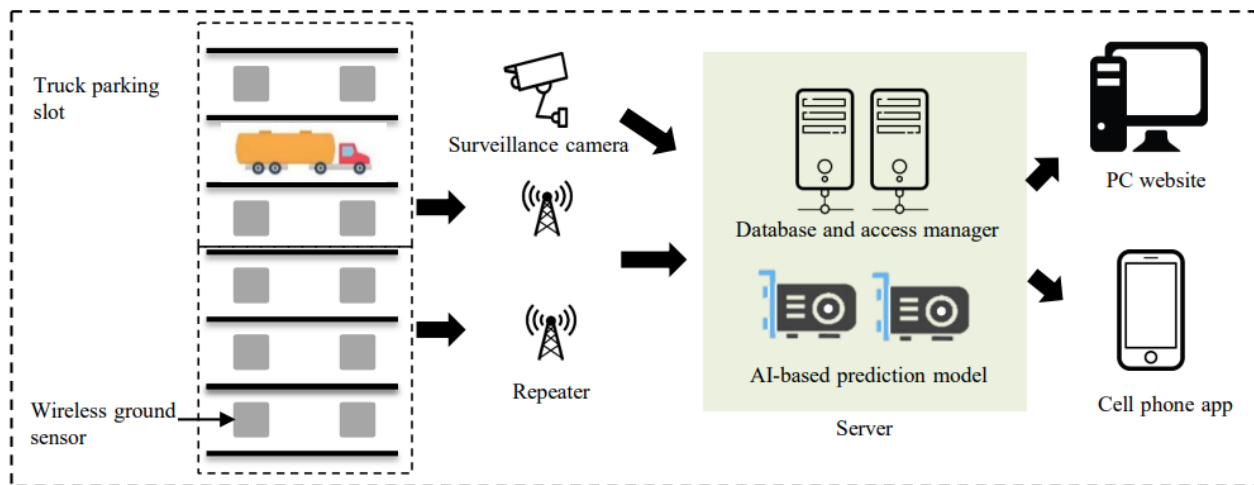 Truck parking
slot
Surveillance camera
PC website
Database and access manager
Repeater
AI-based prediction model
Wireless ground
sensor
Server
Cell phone app